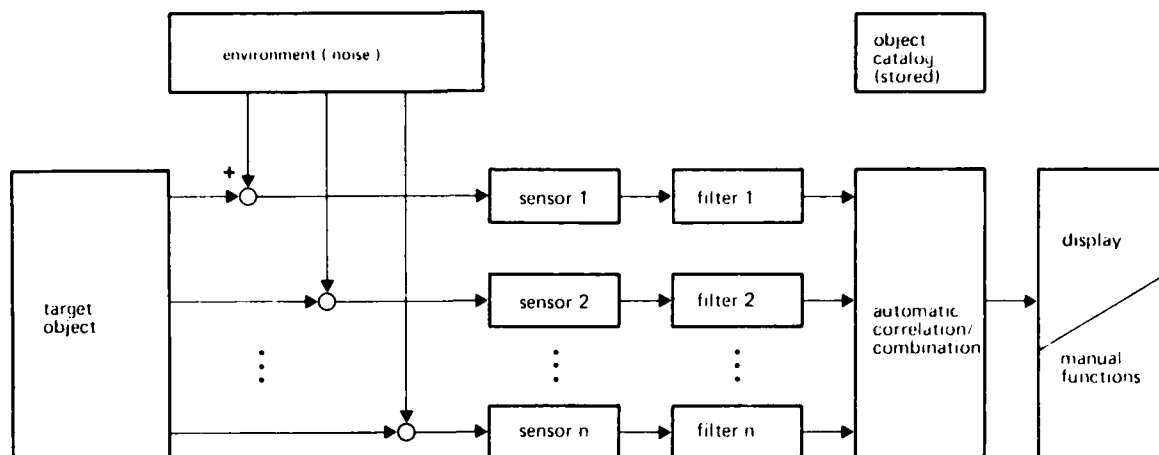 environment ( noise )
object
catalog
(stored)
+
target
object
sensor 1
filter 1
sensor 2
filter 2
sensor n
filter n
automatic
correlation/
combination
display
manual
functions